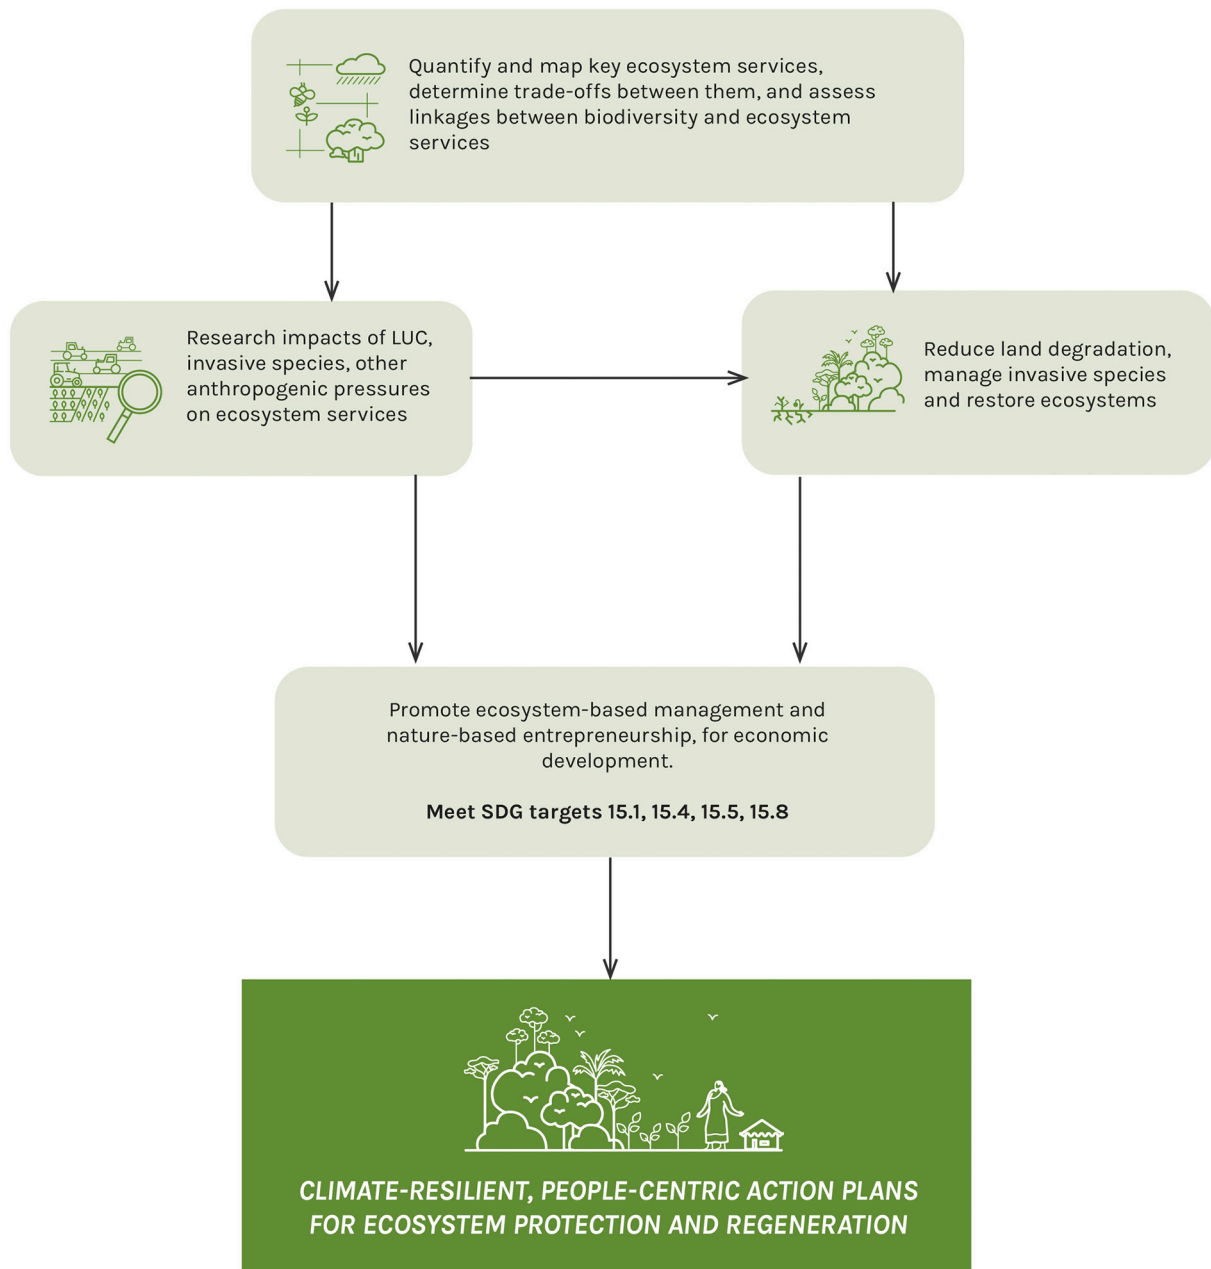 Quantify and map key ecosystem services,
determine trade-offs between them, and assess
linkages between biodiversity and ecosystem
services
Research impacts of LUC,
invasive species, other
anthropogenic pressures
on ecosystem services
Reduce land degradation,
manage invasive species
and restore ecosystems
Promote ecosystem-based management and
nature-based entrepreneurship, for economic
development.
Meet SDG targets 15.1, 15.4, 15.5, 15.8
CLIMATE-RESILIENT, PEOPLE-CENTRIC ACTION PLANS
FOR ECOSYSTEM PROTECTION AND REGENERATION